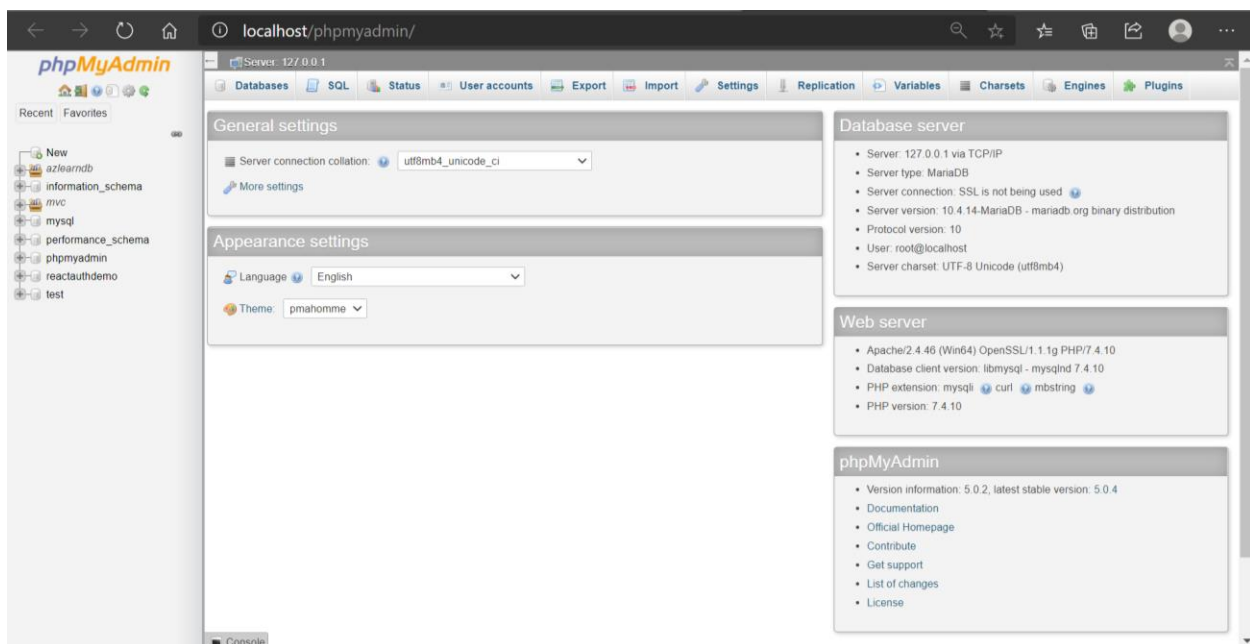 localhost/phpmyadmin/
phpMyAdmin
Recent Favorites
New
azlearndb
information_schema
mvc
mysql
performance_schema
phpmyadmin
reactauthdemo
test
Server: 127.0.0.1
Databases SQL Status User accounts Export Import Settings Replication Variables Charsets Engines Plugins
General settings
Server connection collation: utf8mb4_unicode_ci
More settings
Appearance settings
Language English
Theme: pmahomme
Database server
• Server: 127.0.0.1 via TCP/IP
• Server type: MariaDB
• Server connection: SSL is not being used
• Server version: 10.4.14-MariaDB - mariadb.org binary distribution
• Protocol version: 10
• User: root@localhost
• Server charset: UTF-8 Unicode (utf8mb4)
Web server
• Apache/2.4.46 (Win64) OpenSSL/1.1.1g PHP/7.4.10
• Database client version: libmysql - mysqlnd 7.4.10
• PHP extension: mysqli curl mbstring
• PHP version: 7.4.10
phpMyAdmin
• Version information: 5.0.2, latest stable version: 5.0.4
• Documentation
• Official Homepage
• Contribute
• Get support
• List of changes
• License
Console